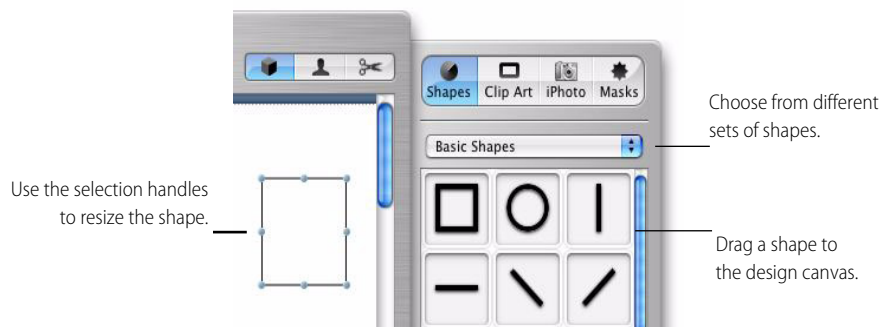 Shapes Clip Art iPhoto Masks
Choose from different
sets of shapes.
Basic Shapes
Use the selection handles
to resize the shape.
Drag a shape to
the design canvas.